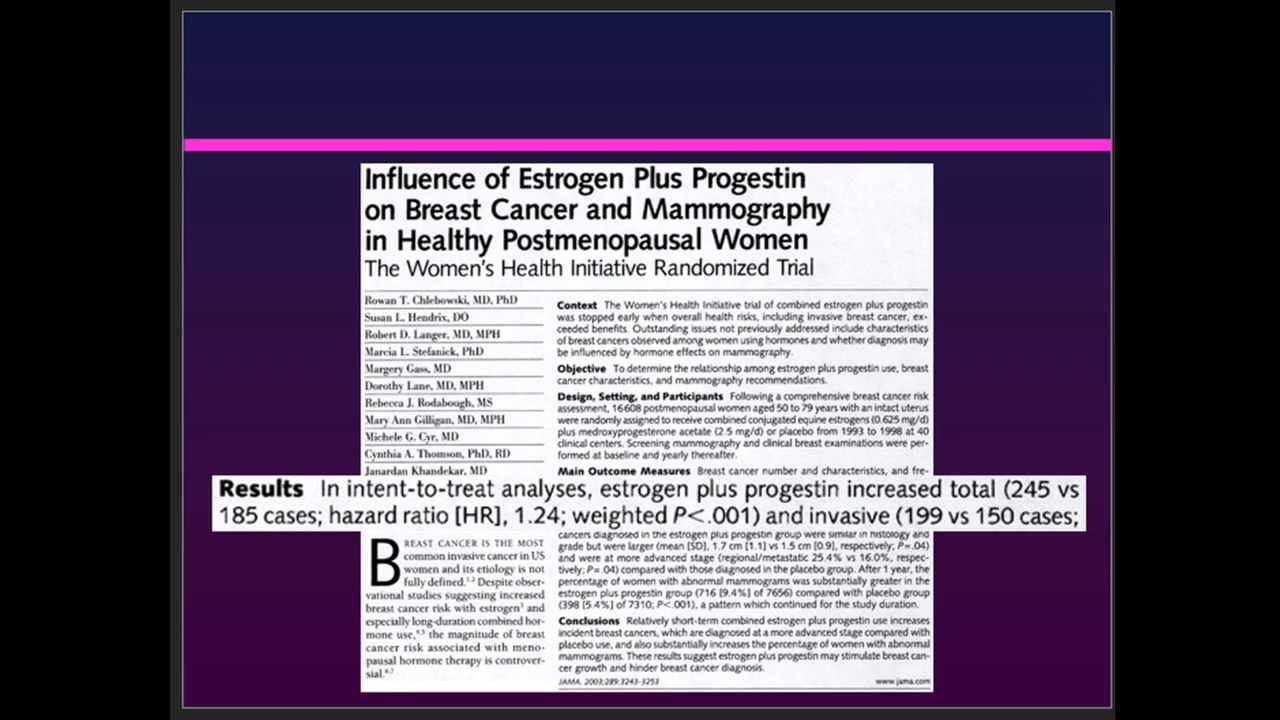 Influence of Estrogen Plus Progestin
on Breast Cancer and Mammography
in Healthy Postmenopausal Women
The Women's Health Initiative Randomized Trial
Rowan T. Chlebowski, MD, PhD
Susan L. Hendrix, DO
Robert D. Langer, MD, MPH
Marcia L. Stefanick, PhD
Margery Gass, MD
Dorothy Lane, MD, MPH
Rebecca J. Rodabough, MS
Mary Ann Gilligan, MD, MPH
Michele G. Cyr, MD
Cynthia A. Thomson, PhD, RD
Janardan Khandekar, MD
Context The Women's Health Initiative trial of combined estrogen plus progestin
was stopped early when overall health risks, including invasive breast cancer, ex-
ceeded benefits. Outstanding issues not previously addressed include characteristics
of breast cancers observed among women using hormones and whether diagnosis may
be influenced by hormone effects on mammography.
Objective To determine the relationship among estrogen plus progestin use, breast
cancer characteristics, and mammography recommendations.
Design, Setting, and Participants Following a comprehensive breast cancer risk
assessment, 16608 postmenopausal women aged 50 to 79 years with an intact uterus
were randomly assigned to receive combined conjugated equine estrogens (0.625 mg/d)
plus medroxyprogesterone acetate (2.5 mg/d) or placebo from 1993 to 1998 at 40
clinical centers. Screening mammography and clinical breast examinations were per-
formed at baseline and yearly thereafter.
Main Outcome Measures Breast cancer number and characteristics, and fre-
Results In intent-to-treat analyses, estrogen plus progestin increased total (245 vs
185 cases; hazard ratio [HR], 1.24; weighted P<.001) and invasive (199 vs 150 cases;
cancers diagnosed in the estrogen plus progestin group were similar in histology and
grade but were larger (mean [SD], 1.7 cm [1.1] vs 1.5 cm [0.9], respectively; P=.04)
and were at more advanced stage (regional/metastatic 25.4% vs 16.0%, respec-
tively; P=.04) compared with those diagnosed in the placebo group. After 1 year, the
percentage of women with abnormal mammograms was substantially greater in the
estrogen plus progestin group (716 [9.4%] of 7656) compared with placebo group
(398 [5.4%] of 7310; P<.001), a pattern which continued for the study duration.
Conclusions Relatively short-term combined estrogen plus progestin use increases
incident breast cancers, which are diagnosed at a more advanced stage compared with
placebo use, and also substantially increases the percentage of women with abnormal
mammograms. These results suggest estrogen plus progestin may stimulate breast can-
cer growth and hinder breast cancer diagnosis.
JAMA. 2003;289:3243-3253
www.jama.com
BREAST CANCER IS THE MOST
common invasive cancer in US
women and its etiology is not
fully defined.1,2 Despite obser-
vational studies suggesting increased
breast cancer risk with estrogen3 and
especially long-duration combined hor-
mone use,4,5 the magnitude of breast
cancer risk associated with meno-
pausal hormone therapy is controver-
sial.6,7